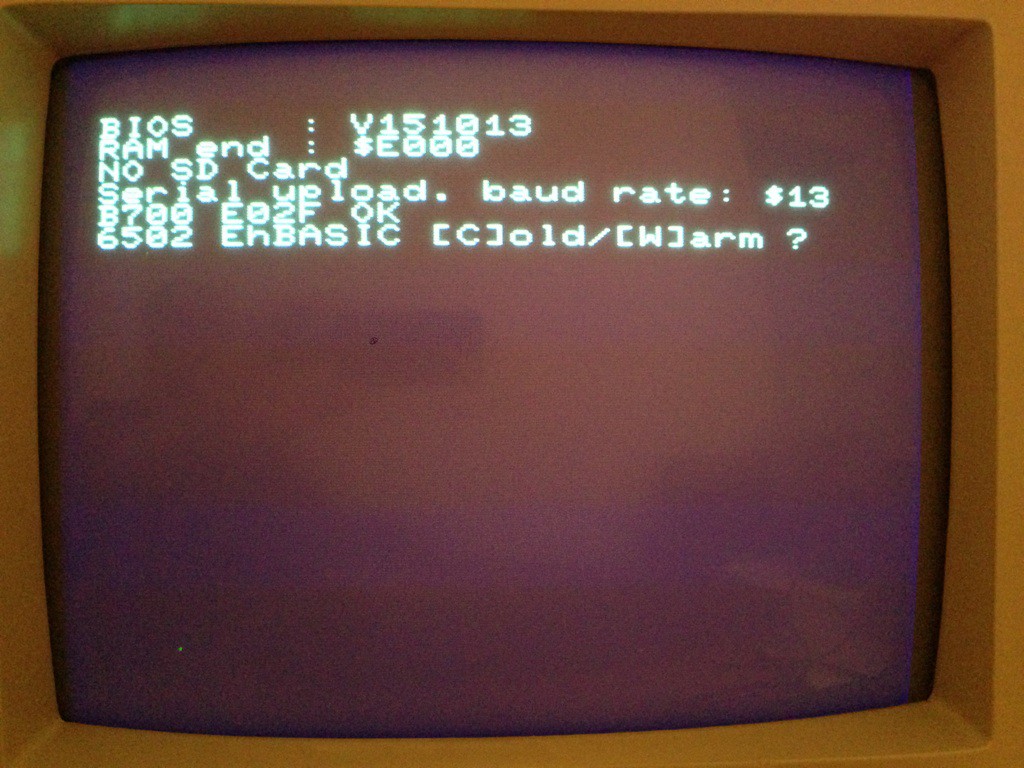 BIOS : V151013
RAM end : $E000
NO SD Card
Serial upload. baud rate: $13
B700 E02F OK
6502 EhBASIC [C]old/[W]arm ?